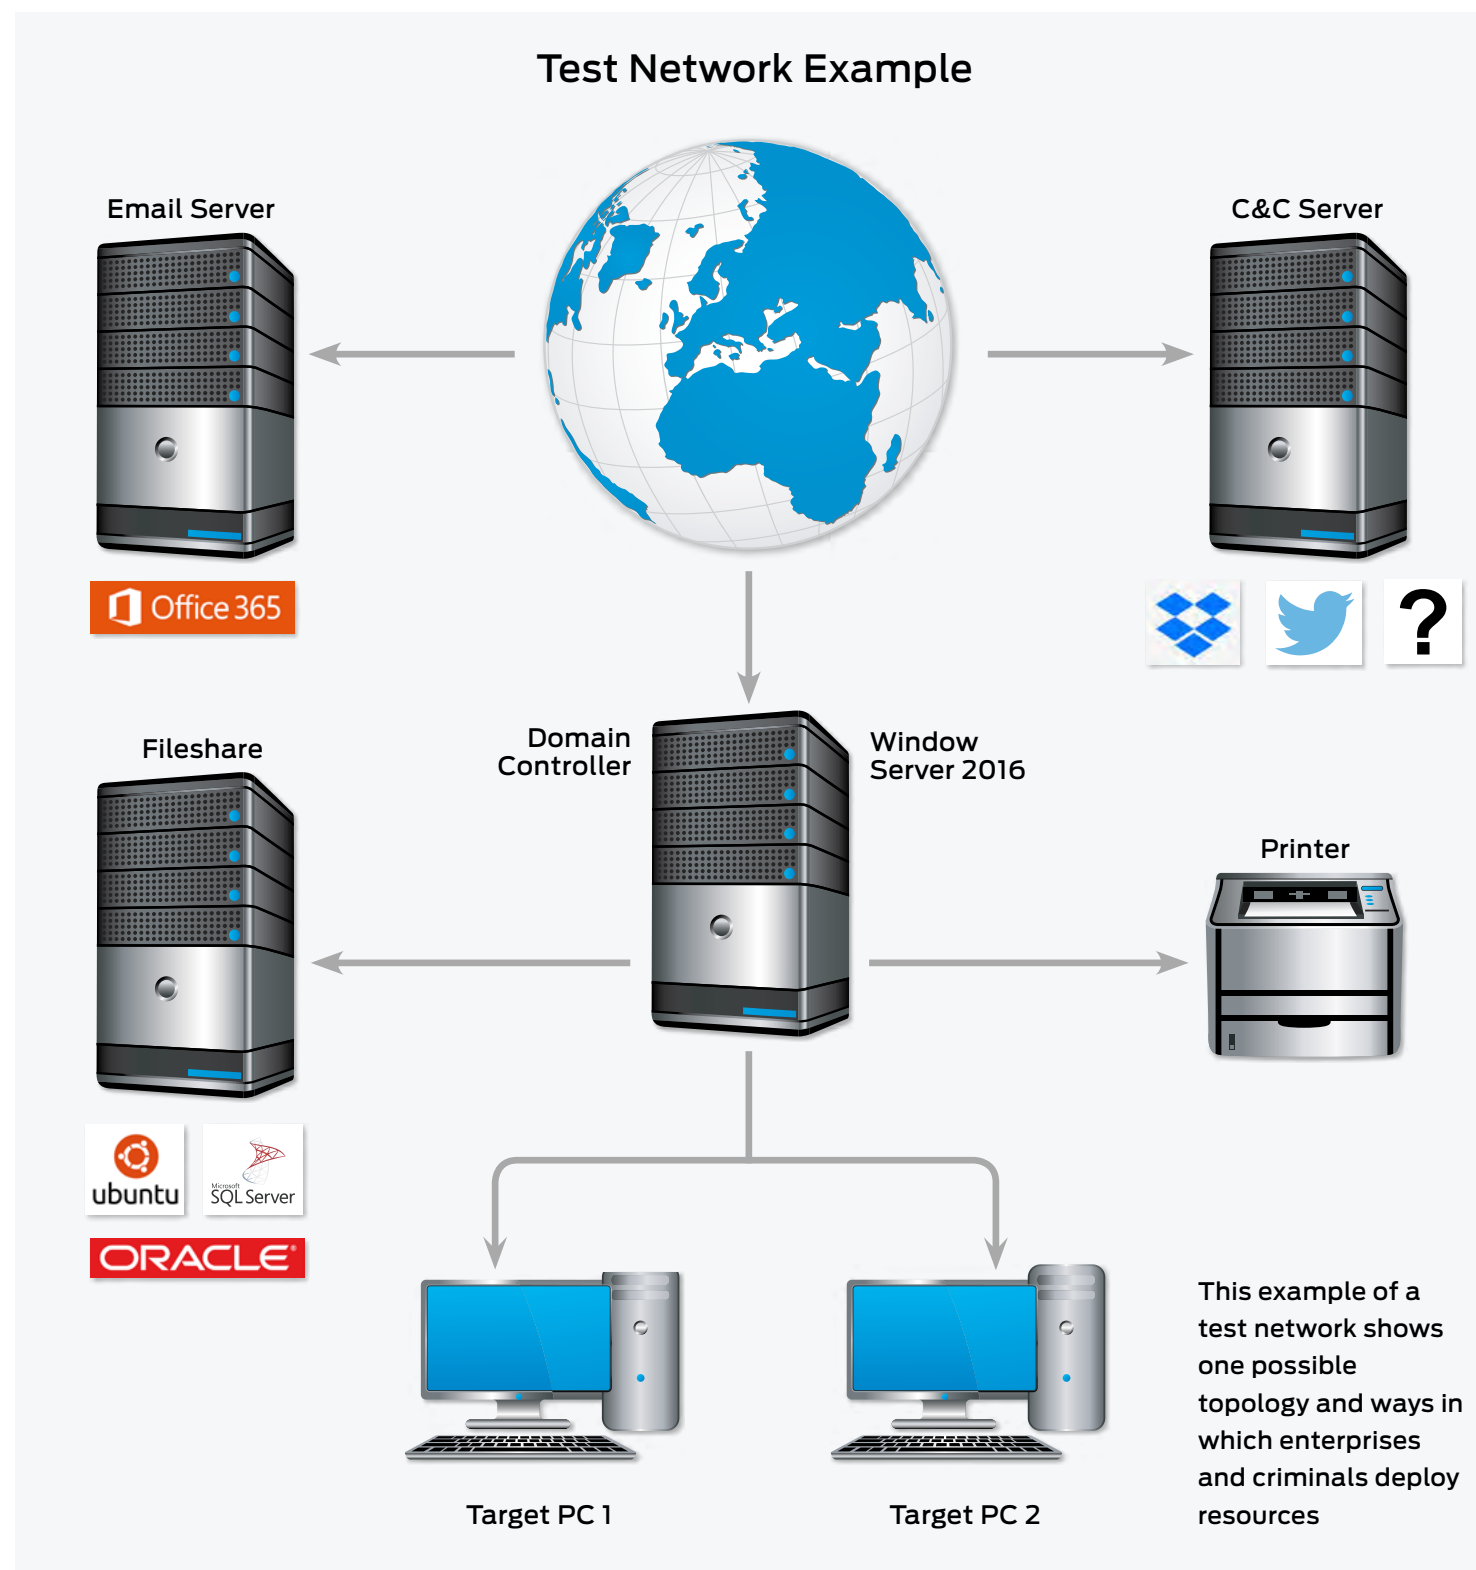 Test Network Example
Email Server
C&C Server
Office 365
?
Fileshare
Domain
Controller
Window
Server 2016
Printer
ubuntu
Microsoft
SQL Server
ORACLE®
Target PC 1
Target PC 2
This example of a
test network shows
one possible
topology and ways in
which enterprises
and criminals deploy
resources